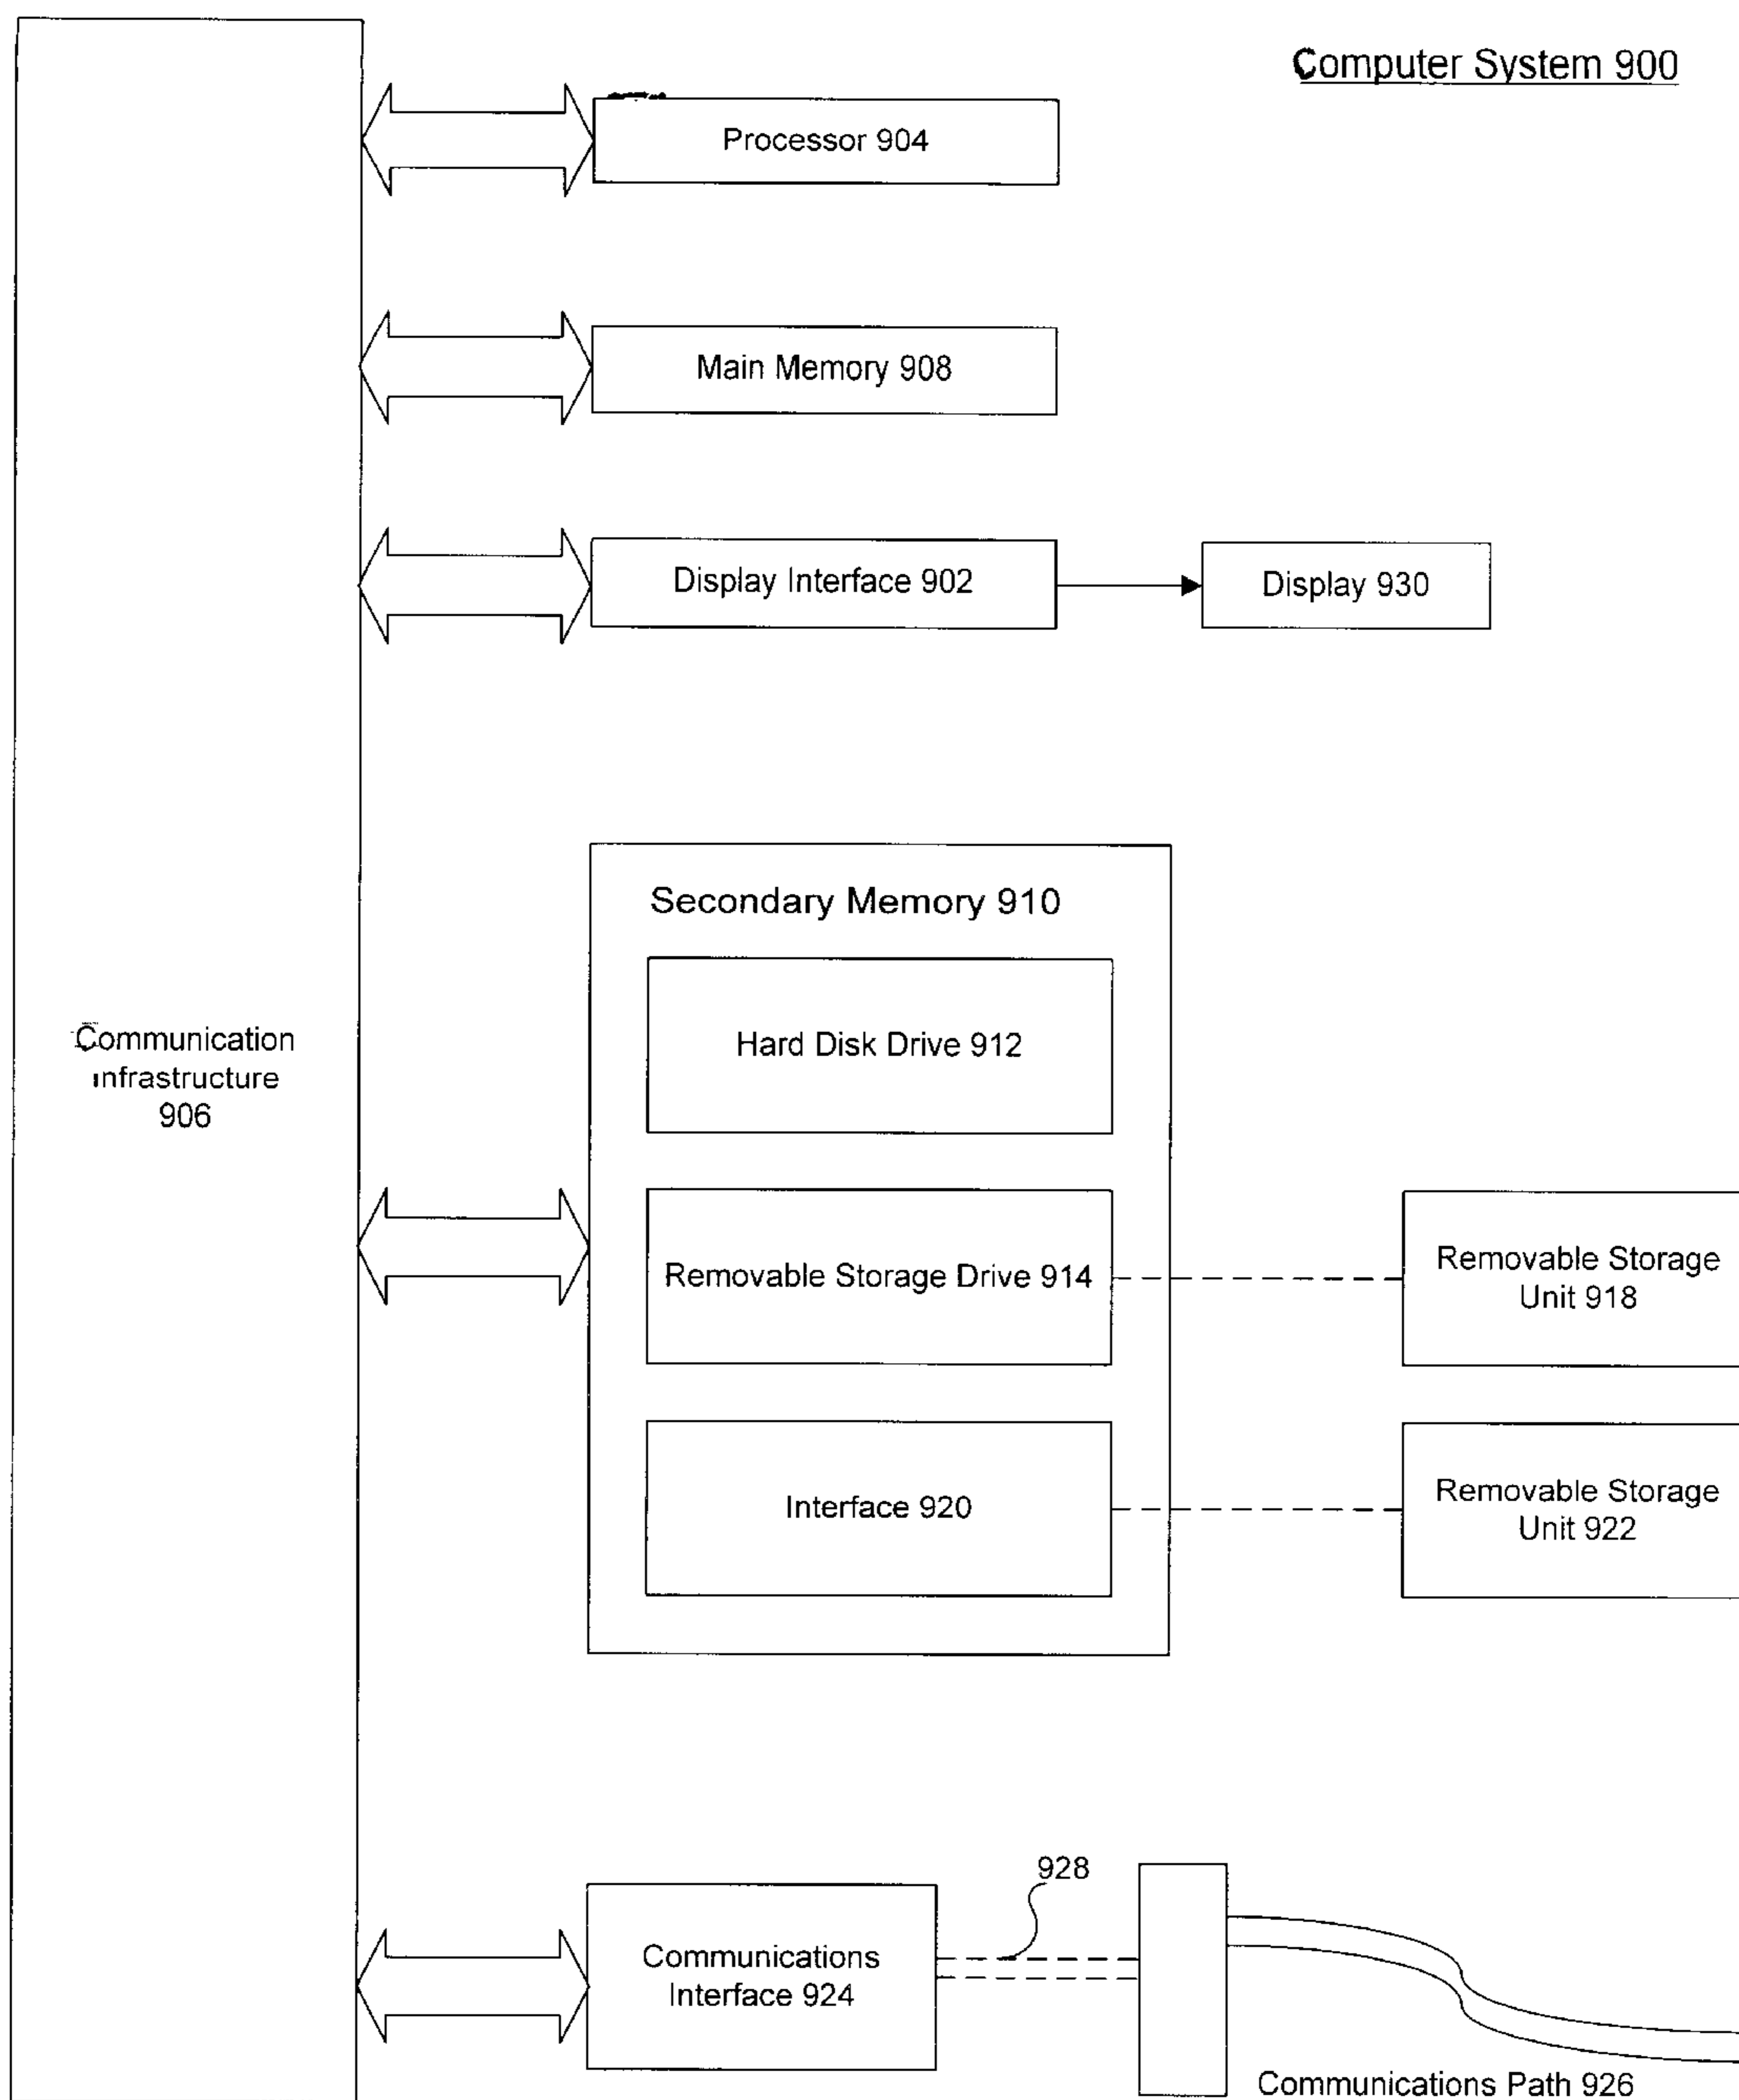 Computer System 900
Processor 904
Main Memory 908
Display Interface 902
Display 930
Secondary Memory 910
Hard Disk Drive 912
Communication
Infrastructure
906
Removable Storage Drive 914
Removable Storage
Unit 918
Interface 920
Removable Storage
Unit 922
928
Communications
Interface 924
Communications Path 926